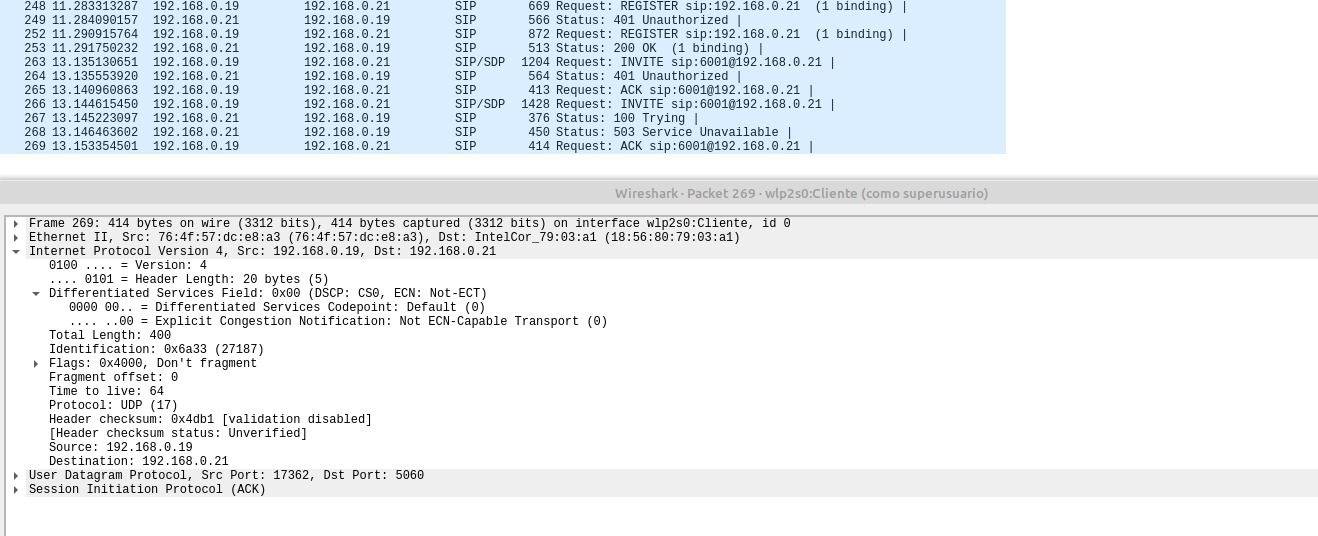 248 11.283313287 192.168.0.19 192.168.0.21 SIP 669 Request: REGISTER sip:192.168.0.21 (1 binding) |
249 11.284090157 192.168.0.21 192.168.0.19 SIP 566 Status: 401 Unauthorized |
252 11.290915764 192.168.0.19 192.168.0.21 SIP 872 Request: REGISTER sip:192.168.0.21 (1 binding) |
253 11.291750232 192.168.0.21 192.168.0.19 SIP 513 Status: 200 OK (1 binding) |
263 13.135130651 192.168.0.19 192.168.0.21 SIP/SDP 1204 Request: INVITE sip:6001@192.168.0.21 |
264 13.135553920 192.168.0.21 192.168.0.19 SIP 564 Status: 401 Unauthorized |
265 13.140960863 192.168.0.19 192.168.0.21 SIP 413 Request: ACK sip:6001@192.168.0.21 |
266 13.144615450 192.168.0.19 192.168.0.21 SIP/SDP 1428 Request: INVITE sip:6001@192.168.0.21 |
267 13.145223097 192.168.0.21 192.168.0.19 SIP 376 Status: 100 Trying |
268 13.146463602 192.168.0.21 192.168.0.19 SIP 450 Status: 503 Service Unavailable |
269 13.153354501 192.168.0.19 192.168.0.21 SIP 414 Request: ACK sip:6001@192.168.0.21 |
Wireshark · Packet 269 · wlp2s0:Cliente (como superusuario)
Frame 269: 414 bytes on wire (3312 bits), 414 bytes captured (3312 bits) on interface wlp2s0:Cliente, id 0
Ethernet II, Src: 76:4f:57:dc:e8:a3 (76:4f:57:dc:e8:a3), Dst: IntelCor_79:03:a1 (18:56:80:79:03:a1)
Internet Protocol Version 4, Src: 192.168.0.19, Dst: 192.168.0.21
0100 .... = Version: 4
.... 0101 = Header Length: 20 bytes (5)
Differentiated Services Field: 0x00 (DSCP: CS0, ECN: Not-ECT)
0000 00.. = Differentiated Services Codepoint: Default (0)
.... ..00 = Explicit Congestion Notification: Not ECN-Capable Transport (0)
Total Length: 400
Identification: 0x6a33 (27187)
Flags: 0x4000, Don't fragment
Fragment offset: 0
Time to live: 64
Protocol: UDP (17)
Header checksum: 0x4db1 [validation disabled]
[Header checksum status: Unverified]
Source: 192.168.0.19
Destination: 192.168.0.21
User Datagram Protocol, Src Port: 17362, Dst Port: 5060
Session Initiation Protocol (ACK)